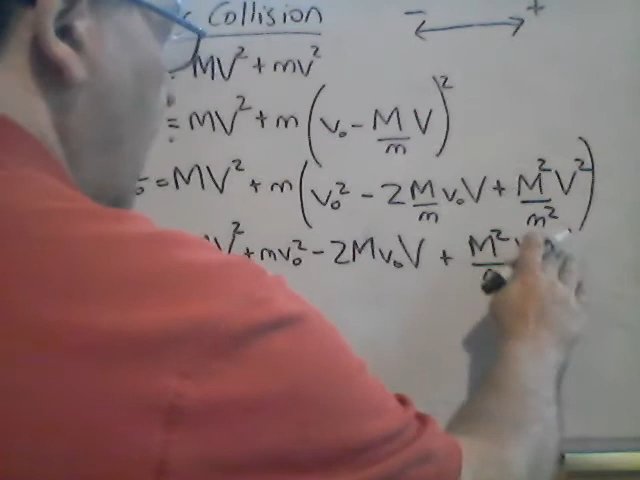 Collision - +
MV² + mv²
= MV² + m(v₀ - M/m V)²
= MV² + m(v₀² - 2 M/m v₀V + M²/m² V²)
V² + mv₀² - 2Mv₀V + M²